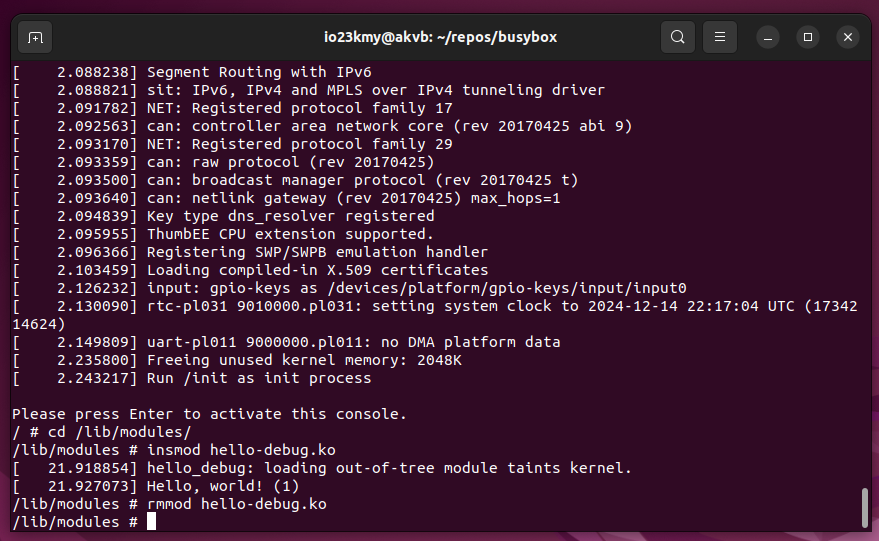 io23kmy@akvb: ~/repos/busybox
[    2.088238] Segment Routing with IPv6
[    2.088821] sit: IPv6, IPv4 and MPLS over IPv4 tunneling driver
[    2.091782] NET: Registered protocol family 17
[    2.092563] can: controller area network core (rev 20170425 abi 9)
[    2.093170] NET: Registered protocol family 29
[    2.093359] can: raw protocol (rev 20170425)
[    2.093500] can: broadcast manager protocol (rev 20170425 t)
[    2.093640] can: netlink gateway (rev 20170425) max_hops=1
[    2.094839] Key type dns_resolver registered
[    2.095955] ThumbEE CPU extension supported.
[    2.096366] Registering SWP/SWPB emulation handler
[    2.103459] Loading compiled-in X.509 certificates
[    2.126232] input: gpio-keys as /devices/platform/gpio-keys/input/input0
[    2.130090] rtc-pl031 9010000.pl031: setting system clock to 2024-12-14 22:17:04 UTC (17342
14624)
[    2.149809] uart-pl011 9000000.pl011: no DMA platform data
[    2.235800] Freeing unused kernel memory: 2048K
[    2.243217] Run /init as init process
Please press Enter to activate this console.
/ # cd /lib/modules/
/lib/modules # insmod hello-debug.ko
[   21.918854] hello_debug: loading out-of-tree module taints kernel.
[   21.927073] Hello, world! (1)
/lib/modules # rmmod hello-debug.ko
/lib/modules #